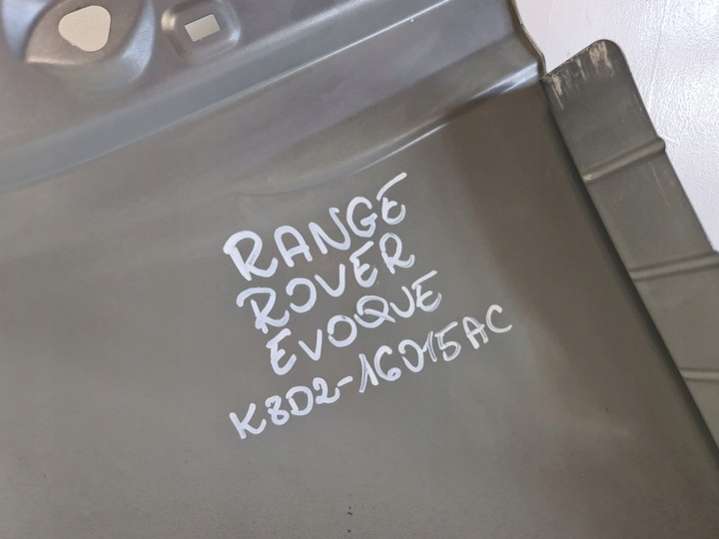 RANGE
ROVER
EVOQUE
K8D2-16015AC